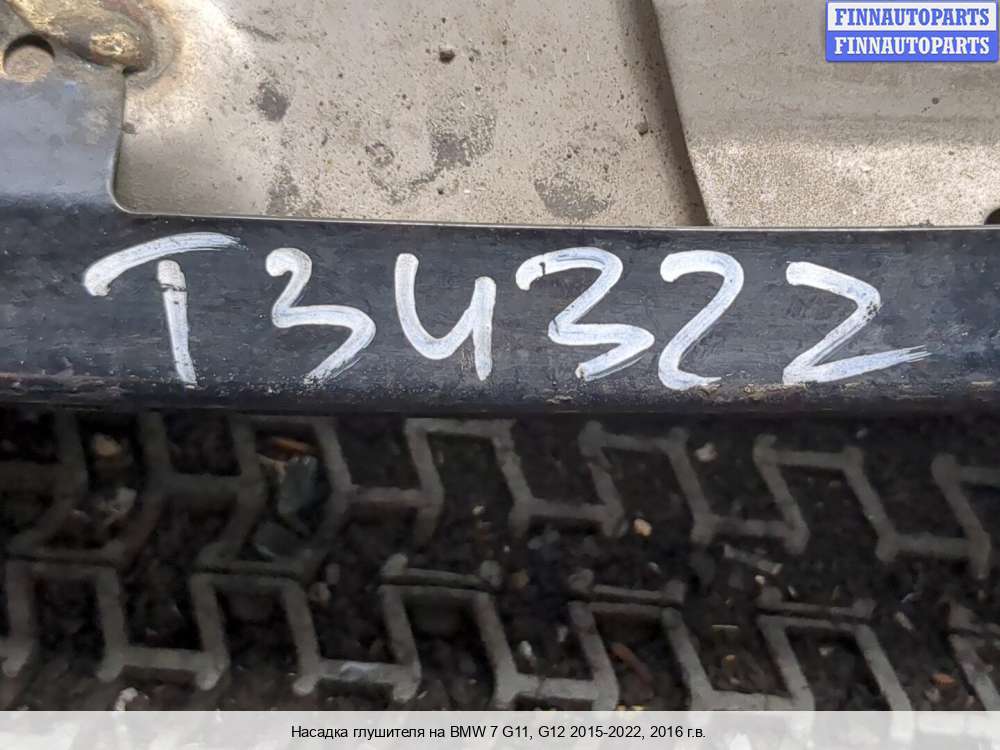 FINNAUTOPARTS
FINNAUTOPARTS
T34322
Насадка глушителя на BMW 7 G11, G12 2015-2022, 2016 г.в.